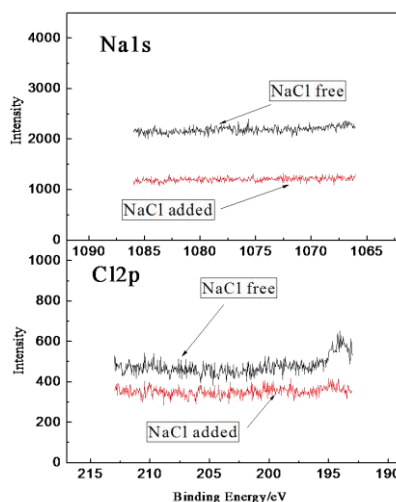 Na1s
4000
3000
2000
1000
0
Intensity
NaCl free
NaCl added
1090 1085 1080 1075 1070 1065
Cl2p
1000
800
600
400
200
0
Intensity
NaCl free
NaCl added
215 210 205 200 195 190
Binding Energy/eV